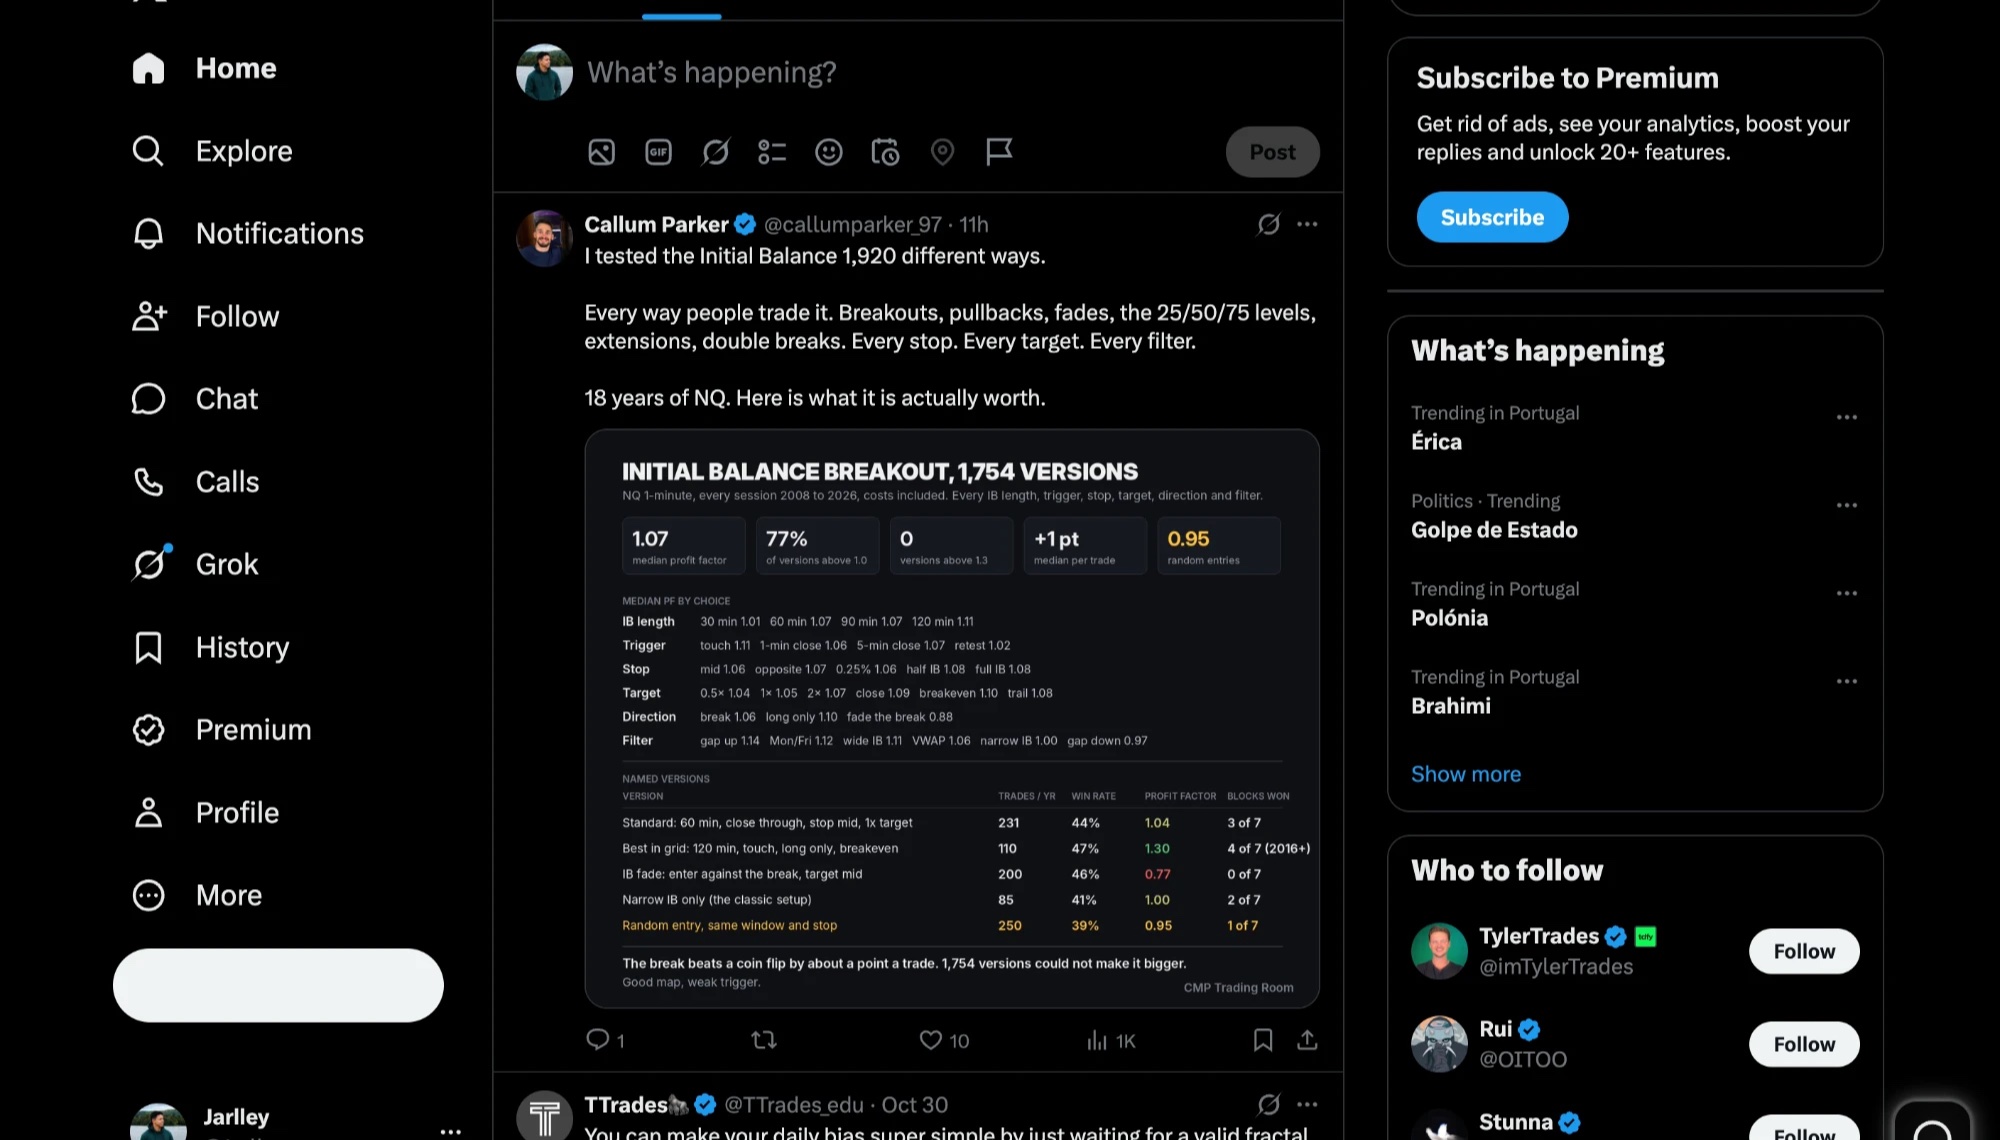 Home
Explore
Notifications
Follow
Chat
Calls
Grok
History
Premium
Profile
More
Jarlley
What's happening?
GIF
Post
Callum Parker @callumparker_97 · 11h
I tested the Initial Balance 1,920 different ways.
Every way people trade it. Breakouts, pullbacks, fades, the 25/50/75 levels,
extensions, double breaks. Every stop. Every target. Every filter.
18 years of NQ. Here is what it is actually worth.
INITIAL BALANCE BREAKOUT, 1,754 VERSIONS
NQ 1-minute, every session 2008 to 2026, costs included. Every IB length, trigger, stop, target, direction and filter.
1.07 77% 0 +1 pt 0.95
median profit factor of versions above 1.0 versions above 1.3 median per trade random entries
MEDIAN PF BY CHOICE
IB length 30 min 1.01 60 min 1.07 90 min 1.07 120 min 1.11
Trigger touch 1.11 1-min close 1.06 5-min close 1.07 retest 1.02
Stop mid 1.06 opposite 1.07 0.25% 1.06 half IB 1.08 full IB 1.08
Target 0.5× 1.04 1× 1.05 2× 1.07 close 1.09 breakeven 1.10 trail 1.08
Direction break 1.06 long only 1.10 fade the break 0.88
Filter gap up 1.14 Mon/Fri 1.12 wide IB 1.11 VWAP 1.06 narrow IB 1.00 gap down 0.97
NAMED VERSIONS
VERSION TRADES / YR WIN RATE PROFIT FACTOR BLOCKS WON
Standard: 60 min, close through, stop mid, 1x target 231 44% 1.04 3 of 7
Best in grid: 120 min, touch, long only, breakeven 110 47% 1.30 4 of 7 (2016+)
IB fade: enter against the break, target mid 200 46% 0.77 0 of 7
Narrow IB only (the classic setup) 85 41% 1.00 2 of 7
Random entry, same window and stop 250 39% 0.95 1 of 7
The break beats a coin flip by about a point a trade. 1,754 versions could not make it bigger.
Good map, weak trigger.
CMP Trading Room
1 10 1K
TTrades @TTrades_edu · Oct 30
You can make your daily bias super simple by just waiting for a valid fractal
Subscribe to Premium
Get rid of ads, see your analytics, boost your
replies and unlock 20+ features.
Subscribe
What's happening
Trending in Portugal
Érica
Politics · Trending
Golpe de Estado
Trending in Portugal
Polónia
Trending in Portugal
Brahimi
Show more
Who to follow
TylerTrades
@imTylerTrades
Follow
Rui
@OITOO
Follow
Stunna
Follow